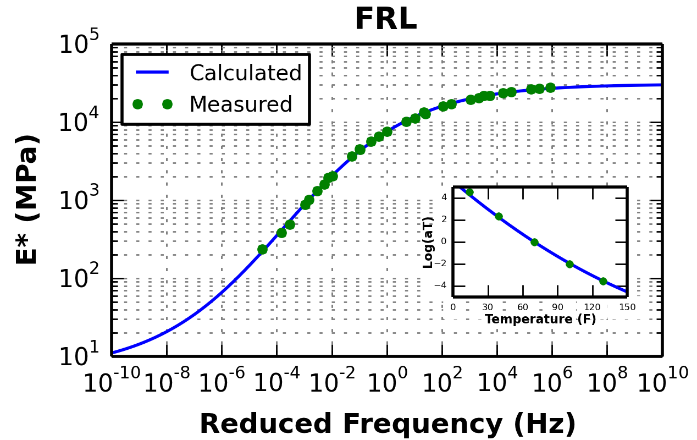 FRL
10^5
10^4
10^3
10^2
10^1
E* (MPa)
Calculated
Measured
4
2
0
−2
−4
Log(aT)
0 30 60 90 120 150
Temperature (F)
10^-10 10^-8 10^-6 10^-4 10^-2 10^0 10^2 10^4 10^6 10^8 10^10
Reduced Frequency (Hz)